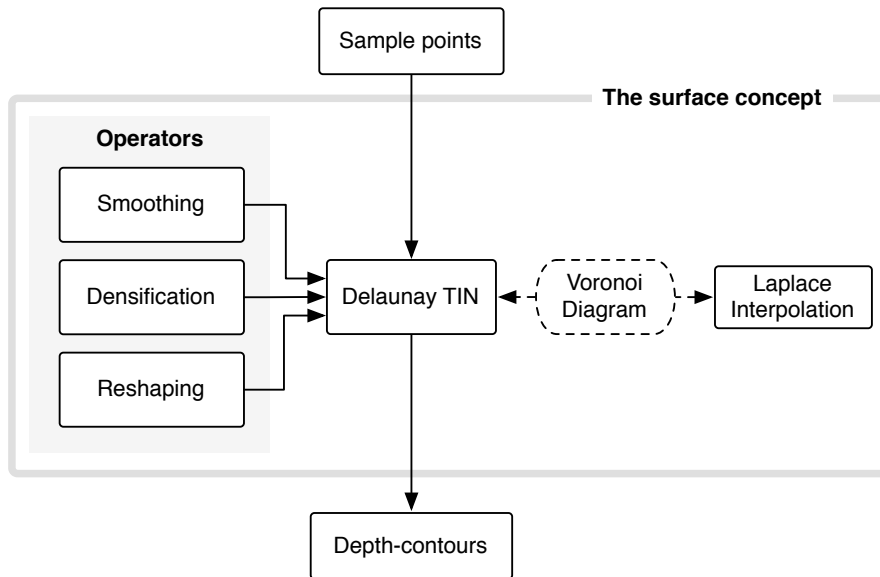 Sample points
The surface concept
Operators
Smoothing
Densification
Reshaping
Delaunay TIN
Voronoi
Diagram
Laplace
Interpolation
Depth-contours